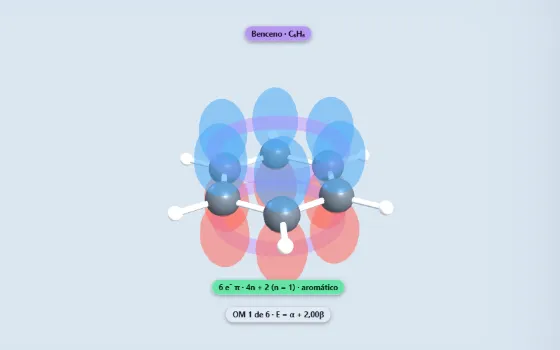 Benceno · C₆H₆
6 e⁻ π · 4n + 2 (n = 1) · aromático
OM 1 de 6 · E = α + 2,00β